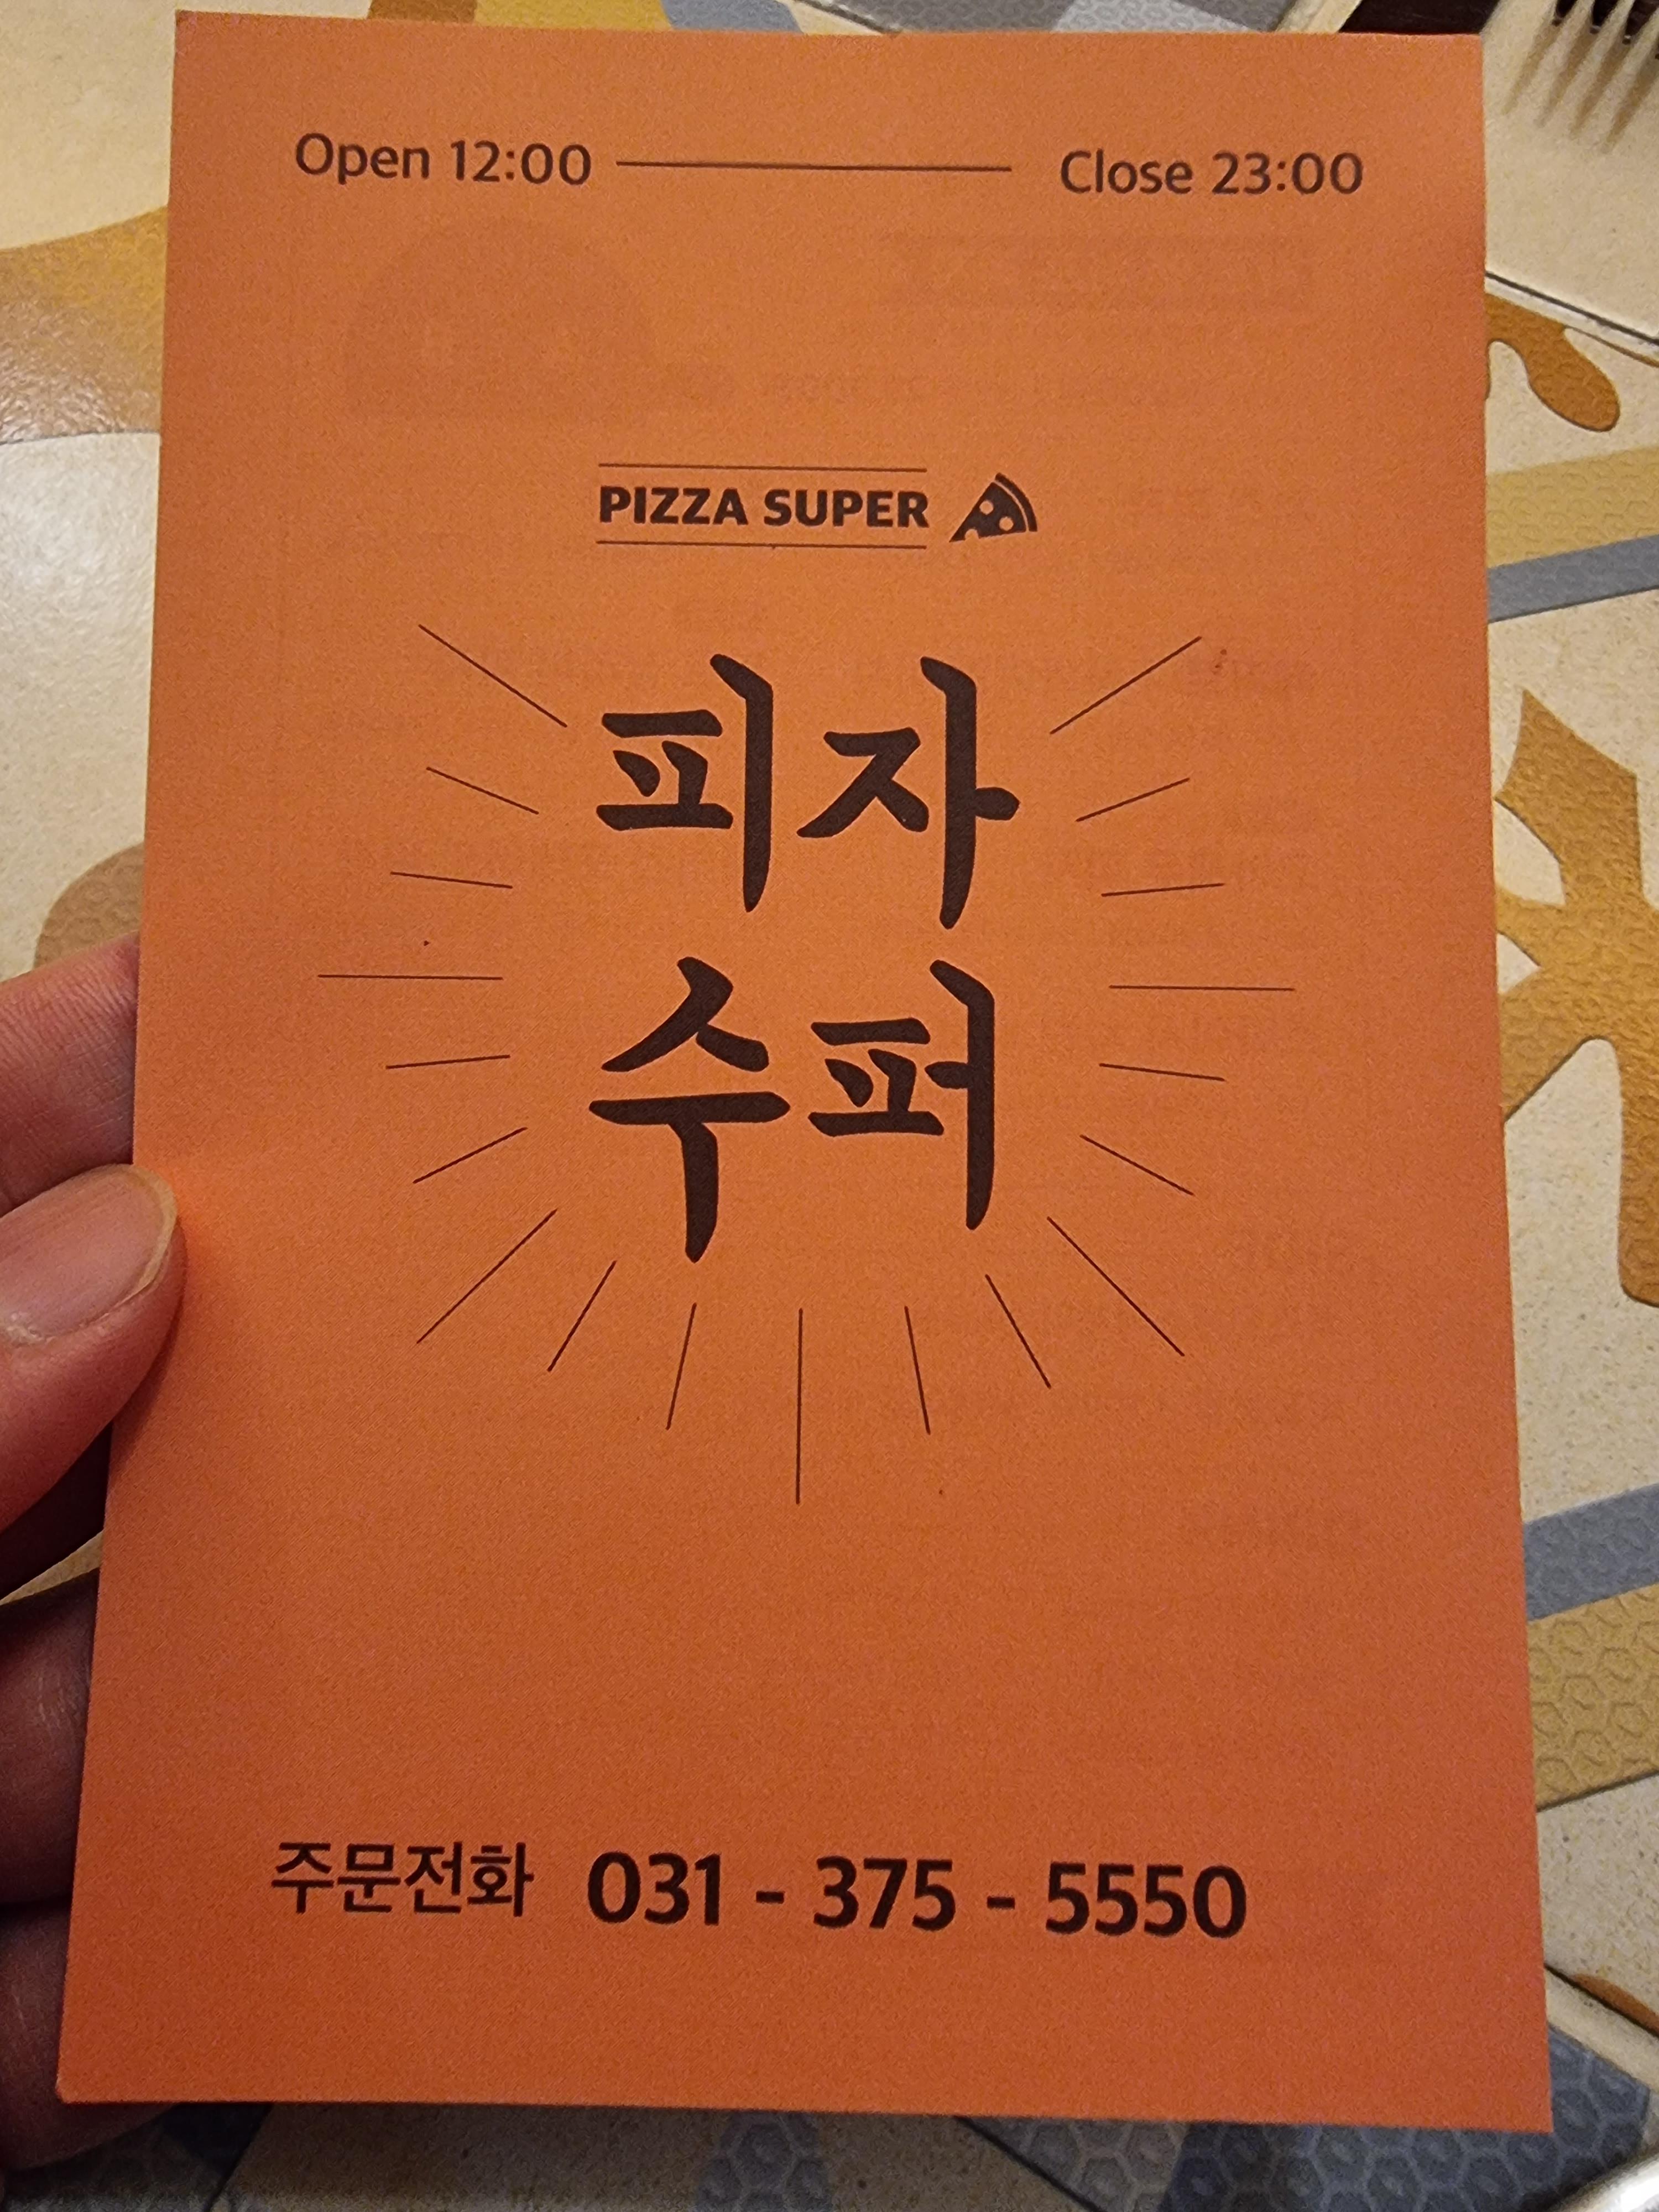 Open 12:00 Close 23:00
PIZZA SUPER
피자
수퍼
주문전화 031 - 375 - 5550